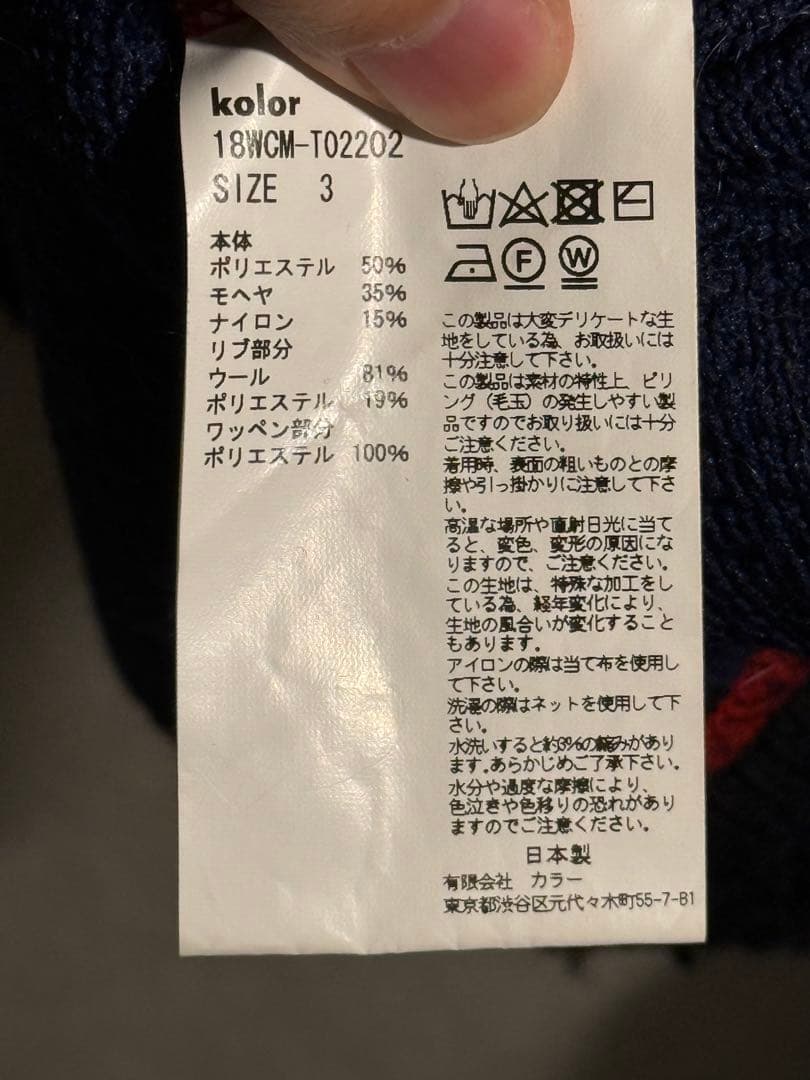 kolor
18WCM-T02202
SIZE 3
本体
ポリエステル 50%
モヘヤ 35%
ナイロン 15%
リブ部分
ウール 81%
ポリエステル 19%
ワッペン部分
ポリエステル 100%
F W
この製品は大変デリケートな生
地をしている為、お取扱いには
十分注意して下さい。
この製品は素材の特性上、ピリ
ング（毛玉）の発生しやすい製
品ですのでお取り扱いには十分
ご注意ください。
着用時、表面の粗いものとの摩
擦や引っ掛かりに注意して下さ
い。
高温な場所や直射日光に当て
ると、変色、変形の原因にな
りますので、ご注意ください。
この生地は、特殊な加工をし
ている為、経年変化により、
生地の風合いが変化すること
もあります。
アイロンの際は当て布を使用し
て下さい。
洗濯の際はネットを使用して下
さい。
水洗いすると約3%の縮みがあり
ます。あらかじめご了承下さい。
水分や過度な摩擦により、
色泣きや色移りの恐れがあり
ますのでご注意ください。
日本製
有限会社 カラー
東京都渋谷区元代々木町55-7-B1